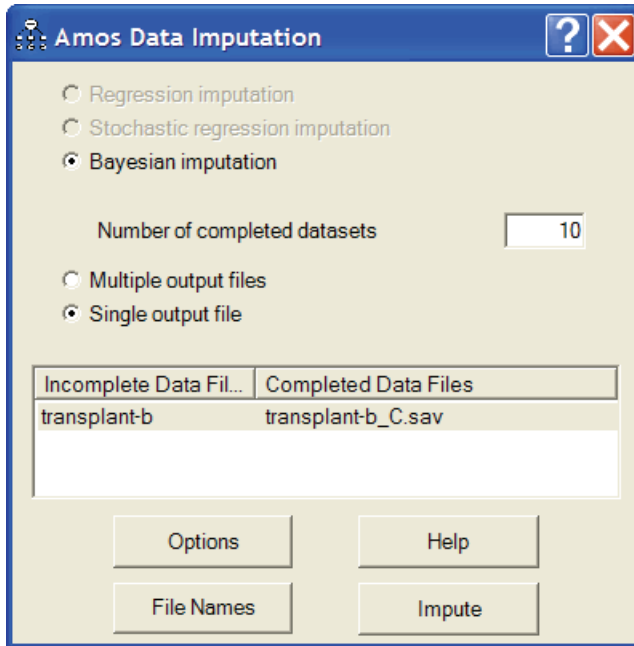 Amos Data Imputation
?
Regression imputation
Stochastic regression imputation
Bayesian imputation
Number of completed datasets 10
Multiple output files
Single output file
Incomplete Data Fil... Completed Data Files
transplant-b transplant-b_C.sav
Options Help
File Names Impute